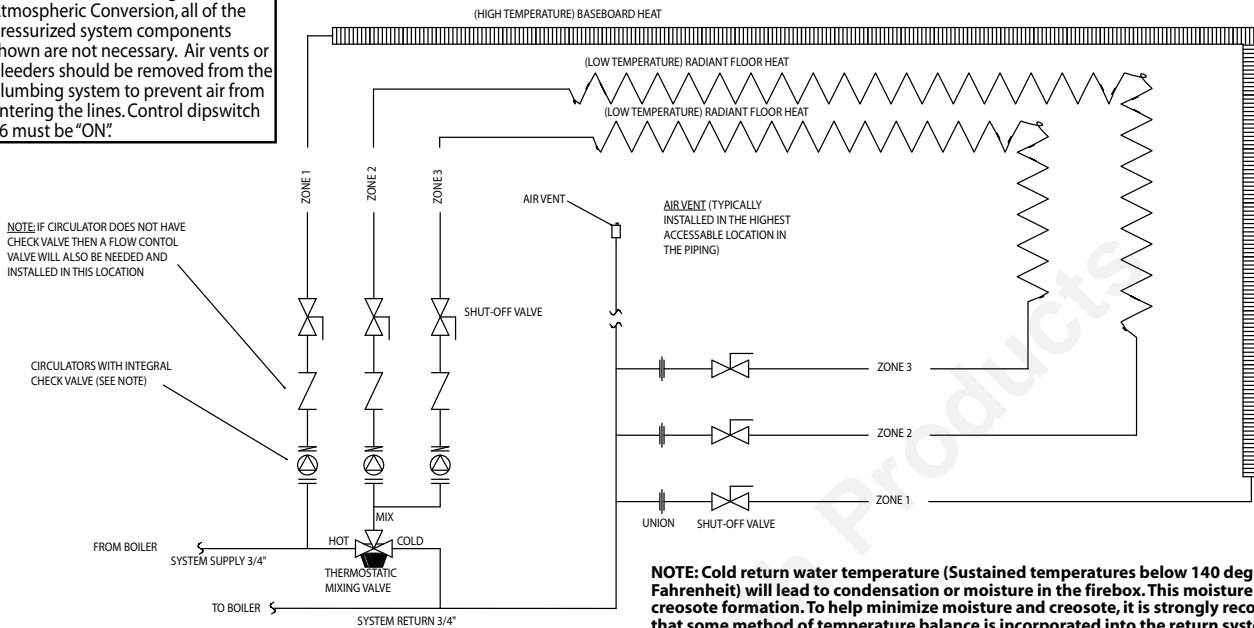 tmospheric Conversion, all of the
ressurized system components
hown are not necessary. Air vents or
leeders should be removed from the
lumbing system to prevent air from
ntering the lines. Control dipswitch
6 must be "ON".
(HIGH TEMPERATURE) BASEBOARD HEAT
(LOW TEMPERATURE) RADIANT FLOOR HEAT
(LOW TEMPERATURE) RADIANT FLOOR HEAT
ZONE 1
ZONE 2
ZONE 3
AIR VENT
AIR VENT (TYPICALLY
INSTALLED IN THE HIGHEST
ACCESSABLE LOCATION IN
THE PIPING)
NOTE: IF CIRCULATOR DOES NOT HAVE
CHECK VALVE THEN A FLOW CONTOL
VALVE WILL ALSO BE NEEDED AND
INSTALLED IN THIS LOCATION
SHUT-OFF VALVE
CIRCULATORS WITH INTEGRAL
CHECK VALVE (SEE NOTE)
ZONE 3
ZONE 2
ZONE 1
UNION
SHUT-OFF VALVE
MIX
HOT
COLD
FROM BOILER
SYSTEM SUPPLY 3/4"
THERMOSTATIC
MIXING VALVE
TO BOILER
SYSTEM RETURN 3/4"
NOTE: Cold return water temperature (Sustained temperatures below 140 deg
Fahrenheit) will lead to condensation or moisture in the firebox. This moisture
creosote formation. To help minimize moisture and creosote, it is strongly reco
that some method of temperature balance is incorporated into the return syste
Products